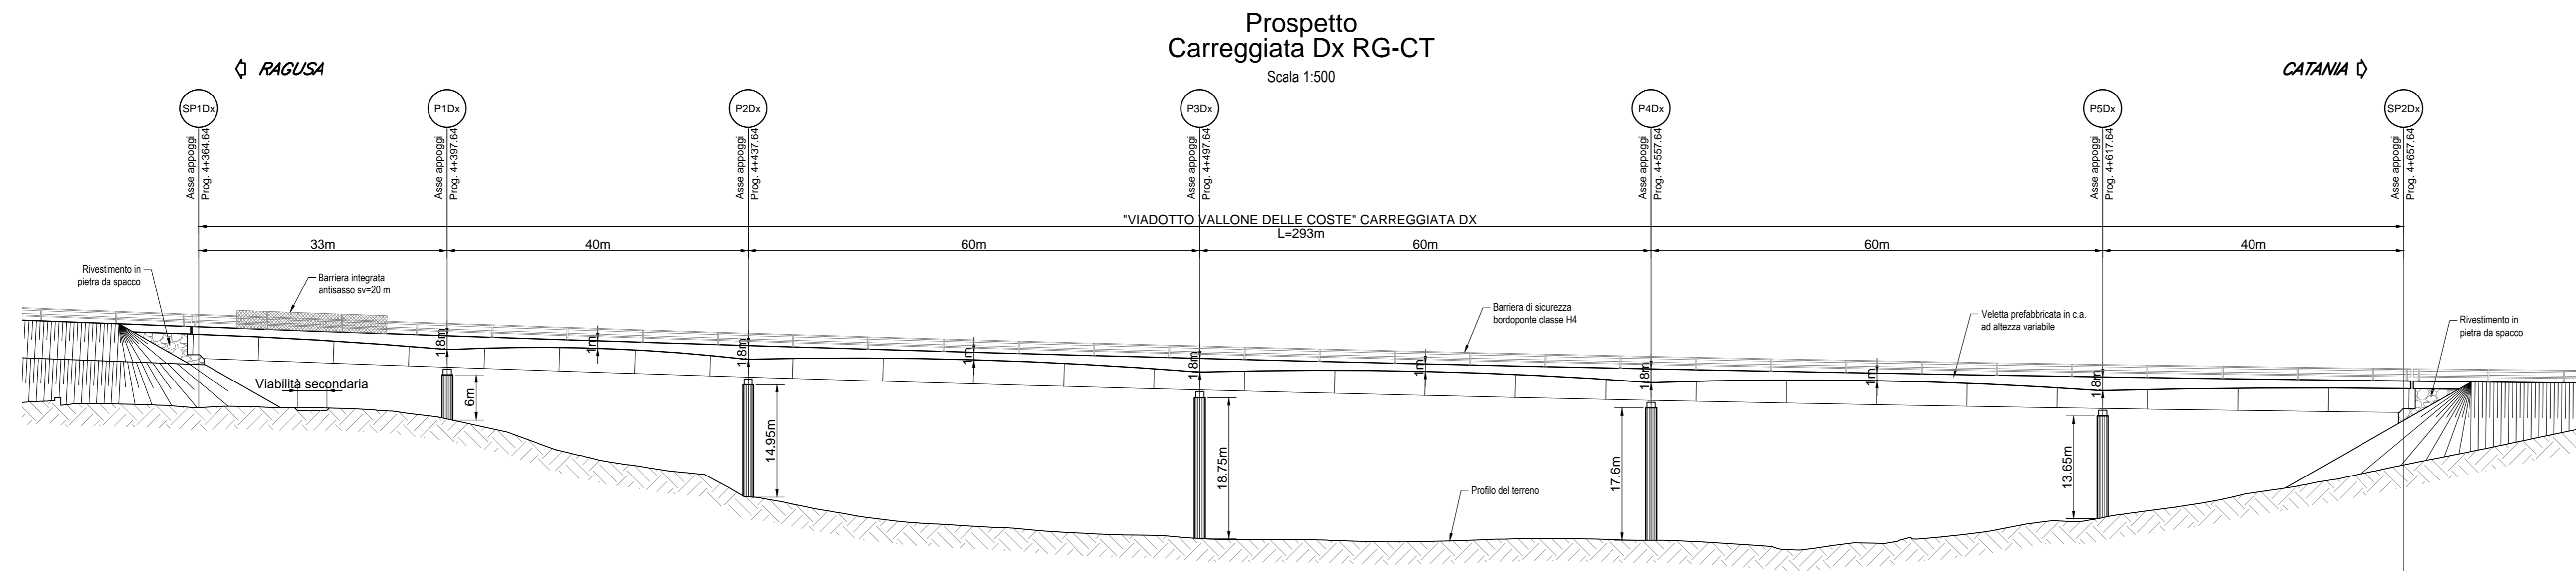 Prospetto
Carreggiata Dx RG-CT
Scala 1:500
RAGUSA
CATANIA
SP1Dx
P1Dx
P2Dx
P3Dx
P4Dx
P5Dx
SP2Dx
Asse appoggi
Prog. 4+364.64
Asse appoggi
Prog. 4+397.64
Asse appoggi
Prog. 4+437.64
Asse appoggi
Prog. 4+497.64
Asse appoggi
Prog. 4+557.64
Asse appoggi
Prog. 4+617.64
Asse appoggi
Prog. 4+657.64
"VIADOTTO VALLONE DELLE COSTE" CARREGGIATA DX
L=293m
33m
40m
60m
60m
60m
40m
Rivestimento in
pietra da spacco
Barriera integrata
antisasso sv=20 m
Barriera di sicurezza
bordoponte classe H4
Veletta prefabbricata in c.a.
ad altezza variabile
Rivestimento in
pietra da spacco
1.8m
1m
1.8m
1m
1.8m
1m
1.8m
1m
1.8m
Viabilità secondaria
6m
14.95m
18.75m
17.6m
13.65m
Profilo del terreno